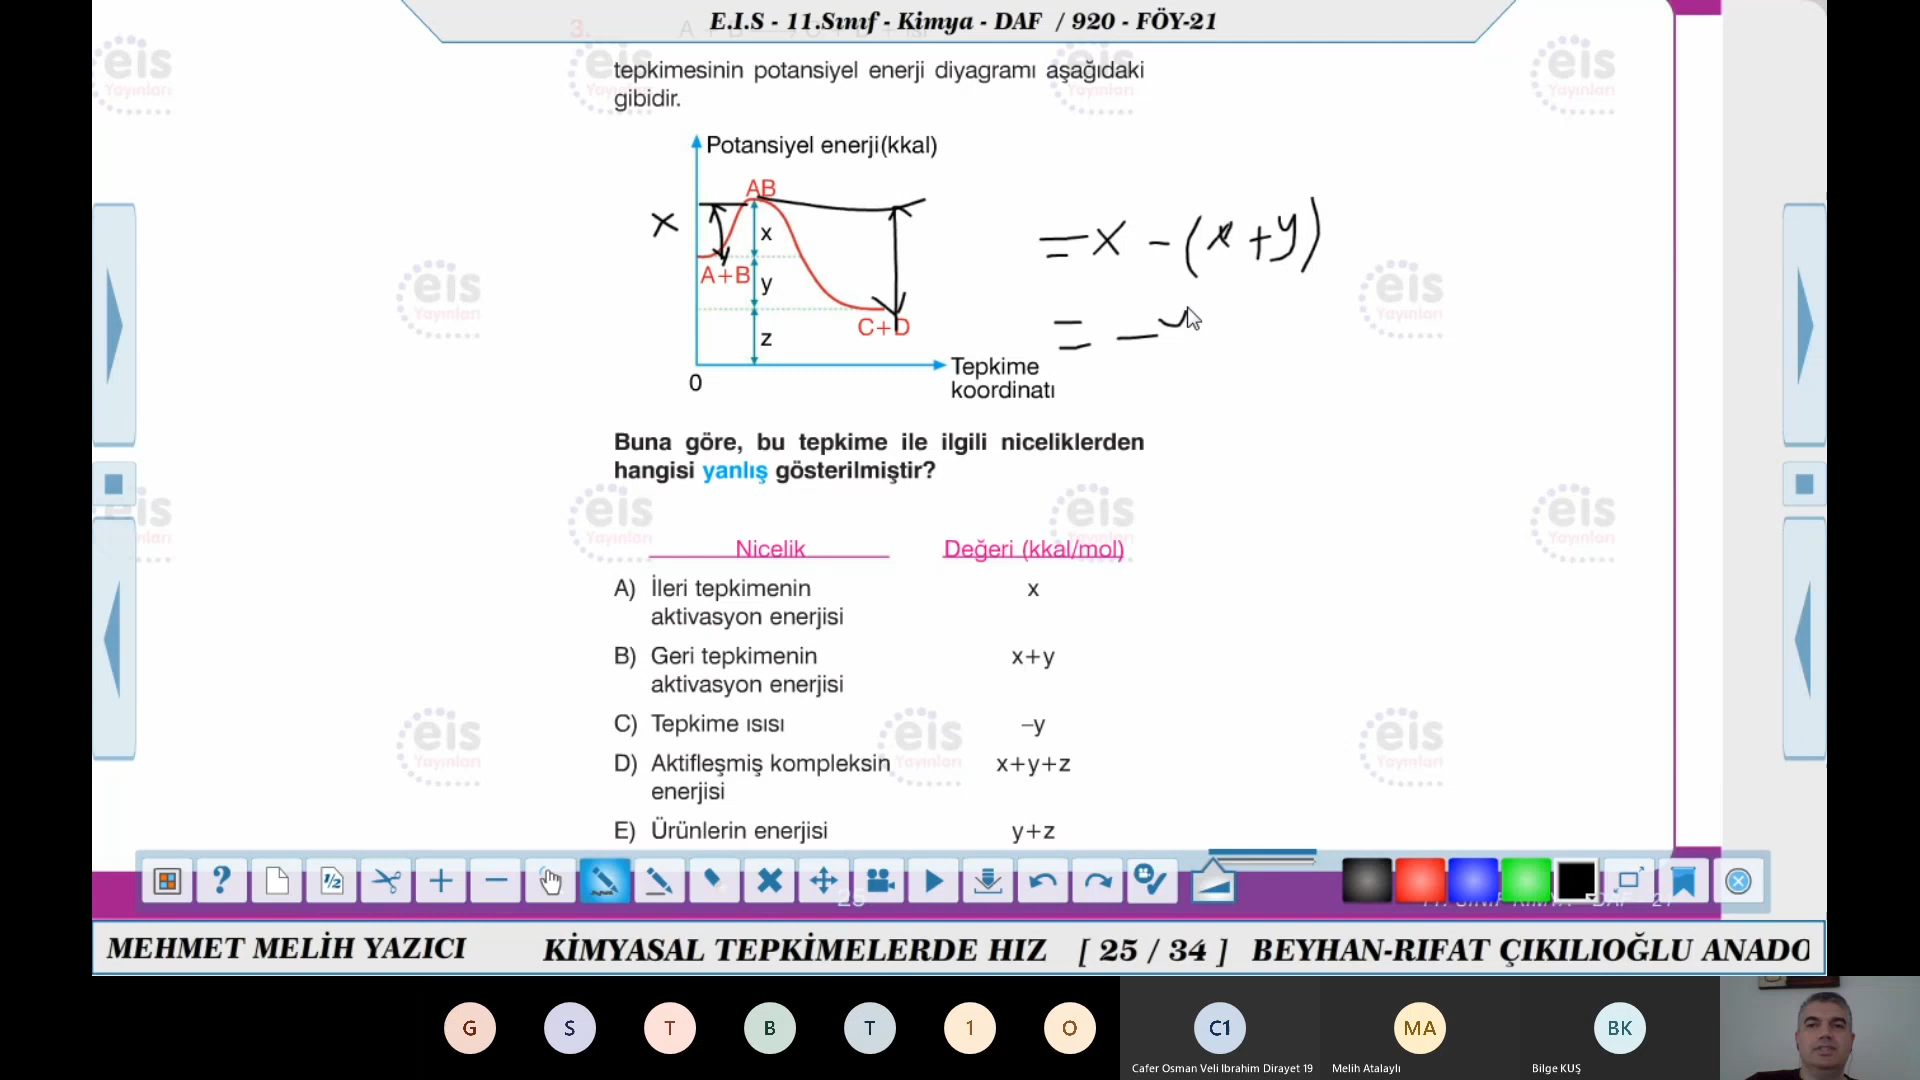 E.I.S - 11.Sınıf - Kimya - DAF / 920 - FÖY-21
3.
tepkimesinin potansiyel enerji diyagramı aşağıdaki
gibidir.
Potansiyel enerji(kkal)
AB
x
x
A+B
y
C+D
z
0
Tepkime
koordinatı
=x-(x+y)
= -y
Buna göre, bu tepkime ile ilgili niceliklerden
hangisi yanlış gösterilmiştir?
Nicelik Değeri (kkal/mol)
A) İleri tepkimenin x
aktivasyon enerjisi
B) Geri tepkimenin x+y
aktivasyon enerjisi
C) Tepkime ısısı –y
D) Aktifleşmiş kompleksin x+y+z
enerjisi
E) Ürünlerin enerjisi y+z
eis Yayınları
25
MEHMET MELİH YAZICI KİMYASAL TEPKİMELERDE HIZ [ 25 / 34 ] BEYHAN-RIFAT ÇIKILIOĞLU ANADO
G S T B T 1 O C1 MA BK
Cafer Osman Veli Ibrahim Dirayet 19 Melih Atalaylı Bilge KUŞ